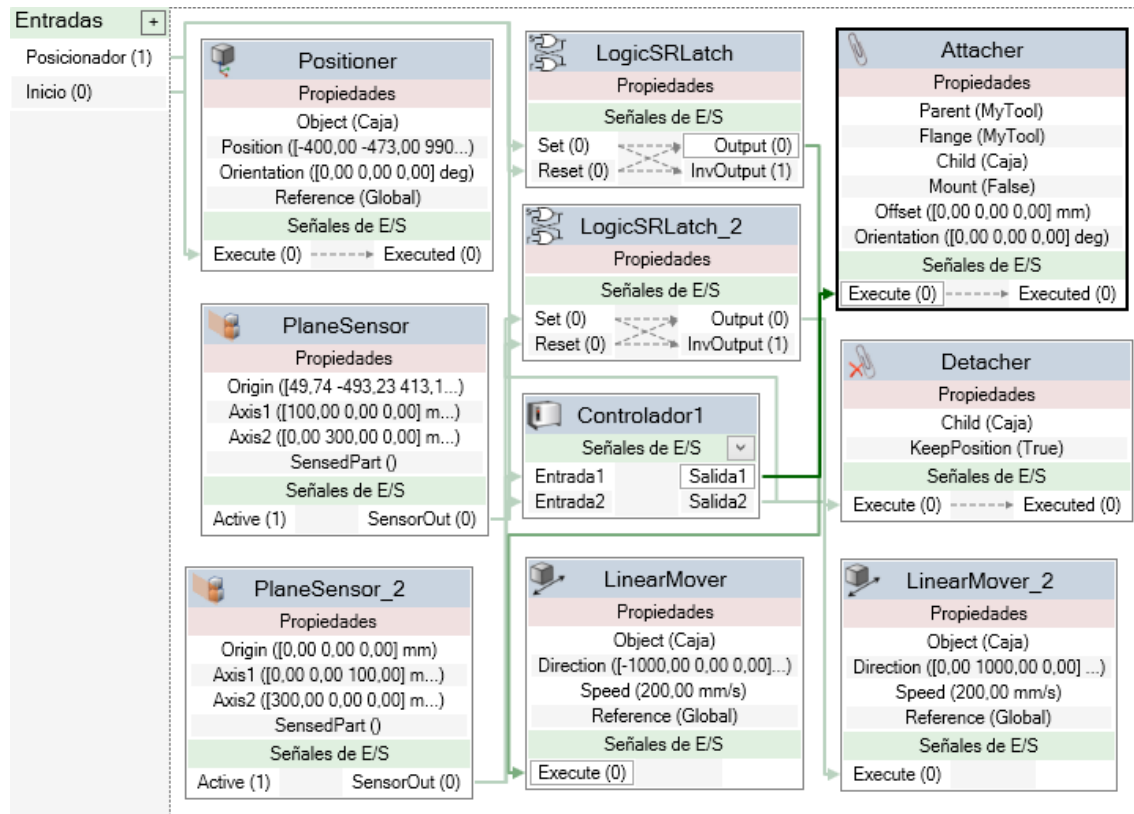 Entradas +
Posicionador (1)
Inicio (0)
Positioner
Propiedades
Object (Caja)
Position ([-400,00 -473,00 990...)
Orientation ([0,00 0,00 0,00] deg)
Reference (Global)
Señales de E/S
Execute (0) Executed (0)
PlaneSensor
Propiedades
Origin ([49,74 -493,23 413,1...)
Axis1 ([100,00 0,00 0,00] m...)
Axis2 ([0,00 300,00 0,00] m...)
SensedPart ()
Señales de E/S
Active (1) SensorOut (0)
PlaneSensor_2
Propiedades
Origin ([0,00 0,00 0,00] mm)
Axis1 ([0,00 0,00 100,00] m...)
Axis2 ([300,00 0,00 0,00] m...)
SensedPart ()
Señales de E/S
Active (1) SensorOut (0)
LogicSRLatch
Propiedades
Señales de E/S
Set (0) Output (0)
Reset (0) InvOutput (1)
LogicSRLatch_2
Propiedades
Señales de E/S
Set (0) Output (0)
Reset (0) InvOutput (1)
Controlador1
Señales de E/S
Entrada1 Salida1
Entrada2 Salida2
LinearMover
Propiedades
Object (Caja)
Direction ([-1000,00 0,00 0,00]...)
Speed (200,00 mm/s)
Reference (Global)
Señales de E/S
Execute (0)
Attacher
Propiedades
Parent (MyTool)
Flange (MyTool)
Child (Caja)
Mount (False)
Offset ([0,00 0,00 0,00] mm)
Orientation ([0,00 0,00 0,00] deg)
Señales de E/S
Execute (0) Executed (0)
Detacher
Propiedades
Child (Caja)
KeepPosition (True)
Señales de E/S
Execute (0) Executed (0)
LinearMover_2
Propiedades
Object (Caja)
Direction ([0,00 1000,00 0,00] ...)
Speed (200,00 mm/s)
Reference (Global)
Señales de E/S
Execute (0)